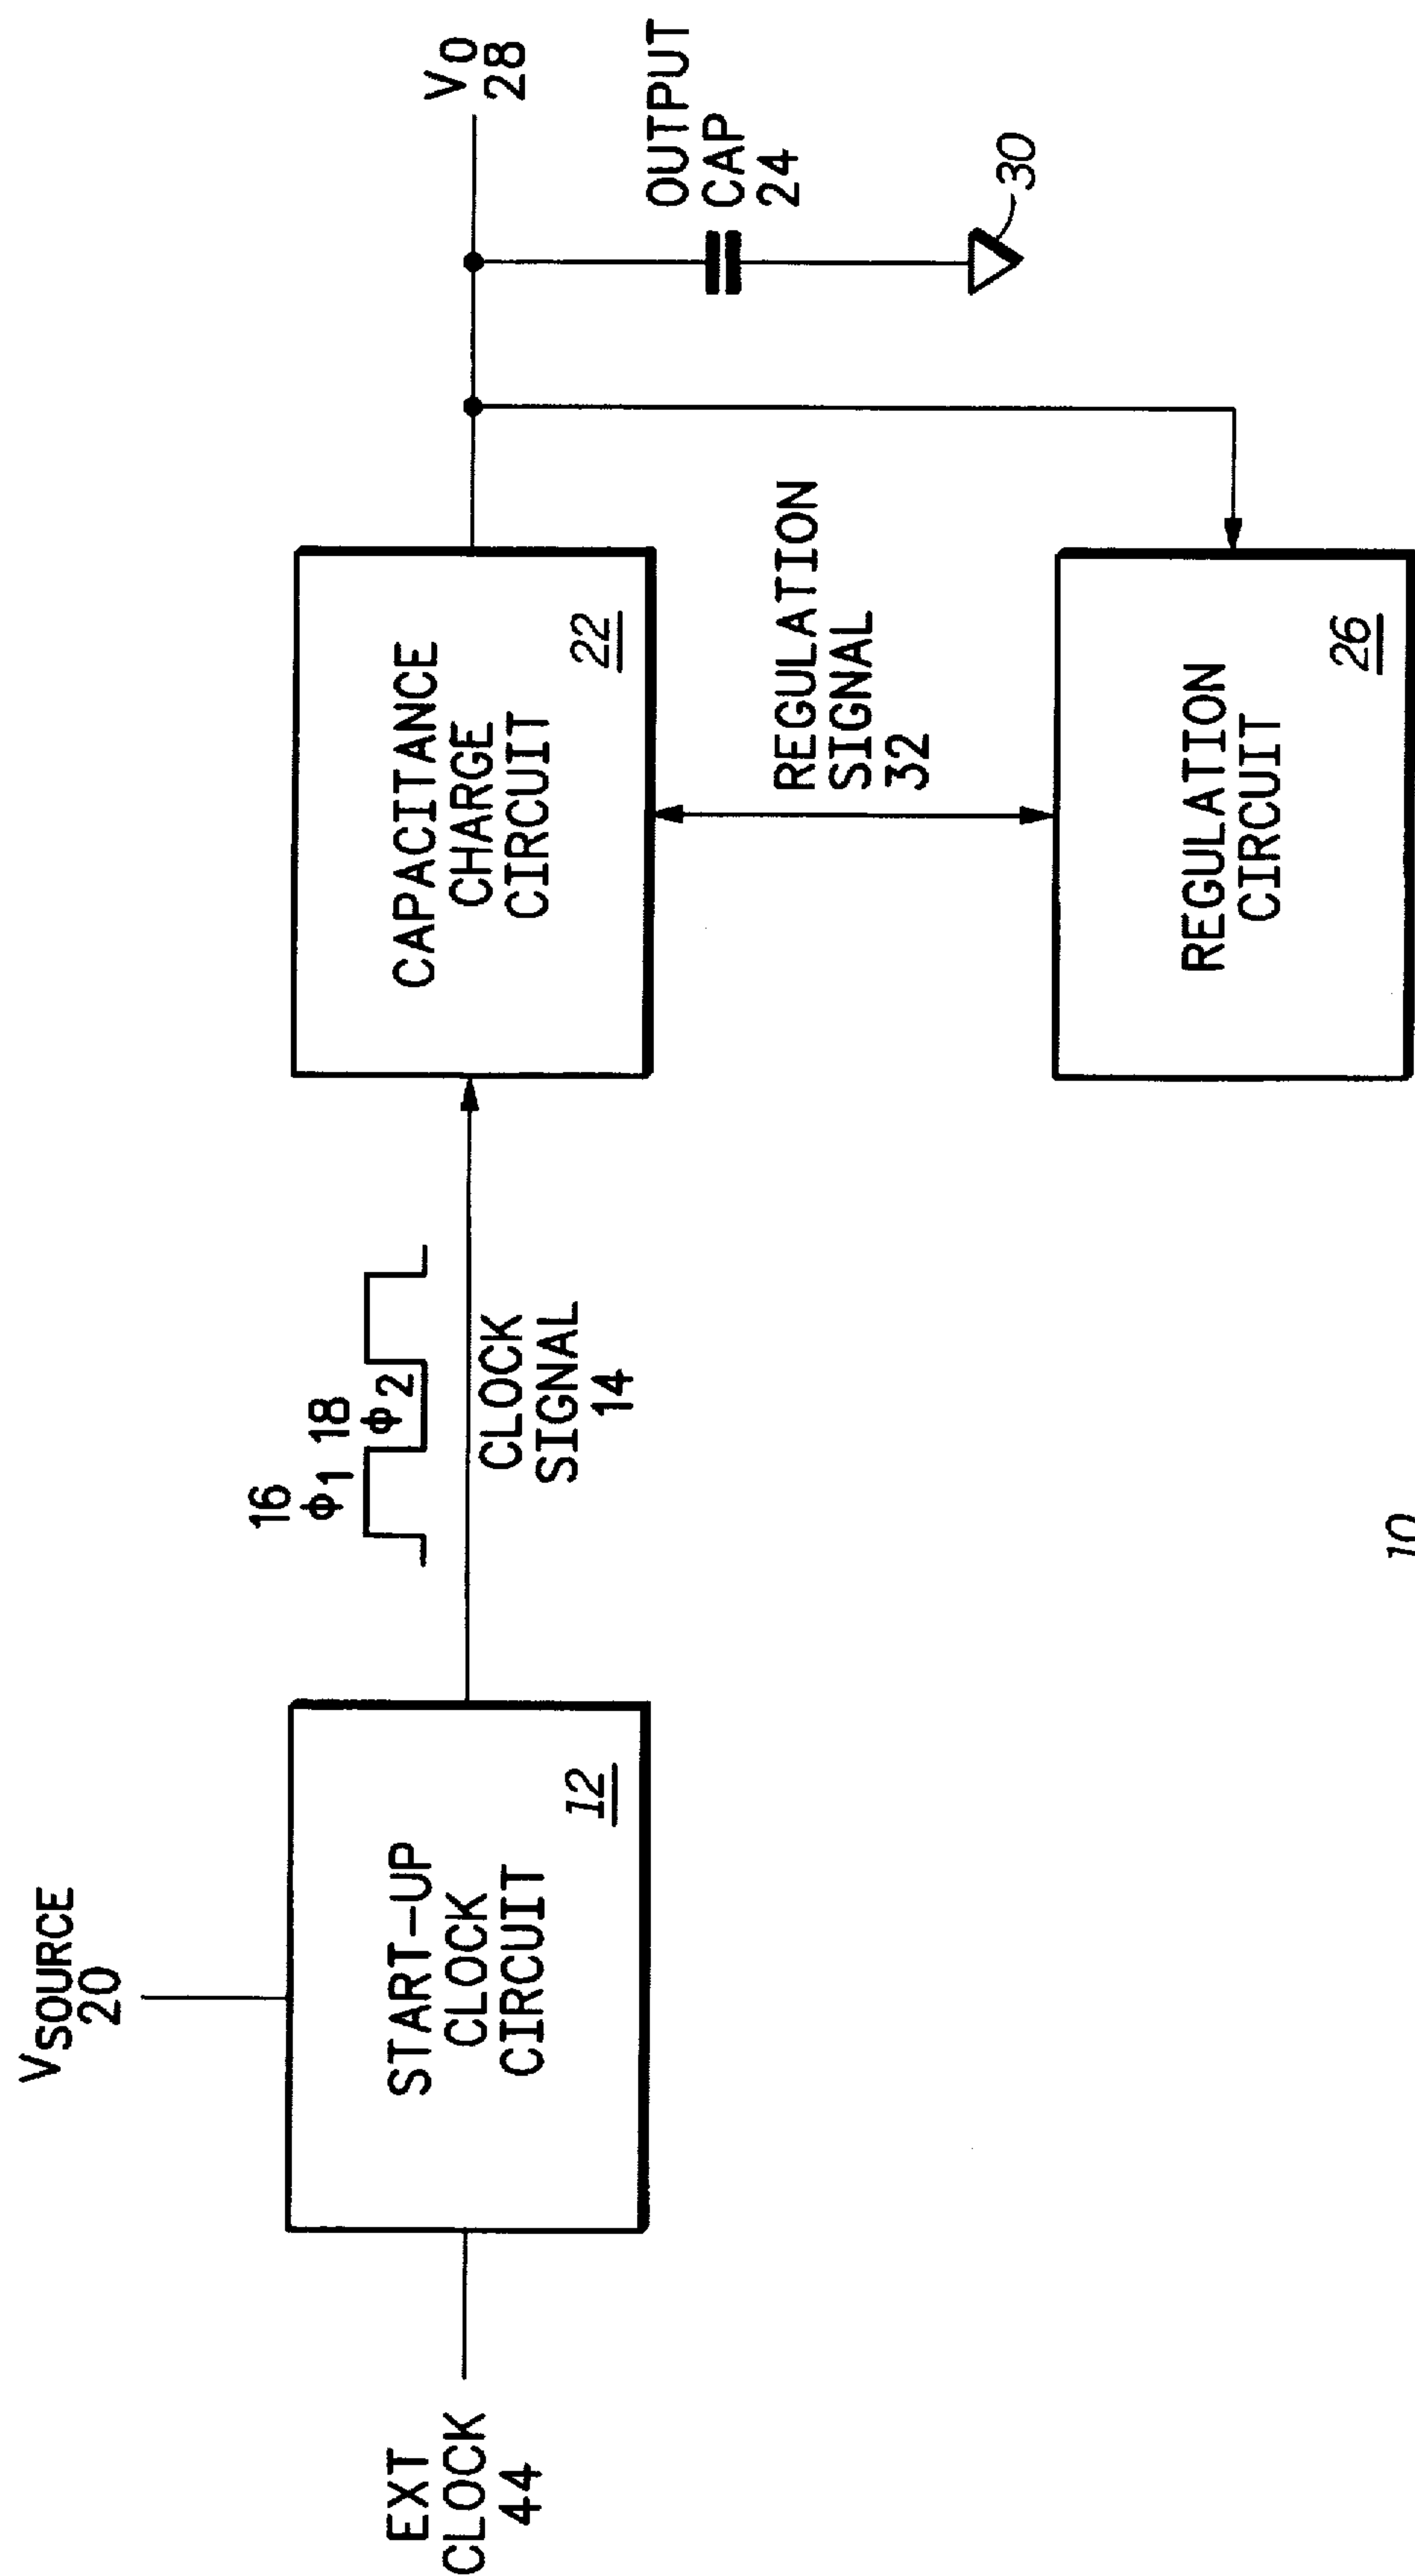 VSOURCE
20
EXT
CLOCK
44
START-UP
CLOCK
CIRCUIT
12
16
ϕ1
18
ϕ2
CLOCK
SIGNAL
14
CAPACITANCE
CHARGE
CIRCUIT
22
VO
28
OUTPUT
CAP
24
30
REGULATION
SIGNAL
32
REGULATION
CIRCUIT
26
10